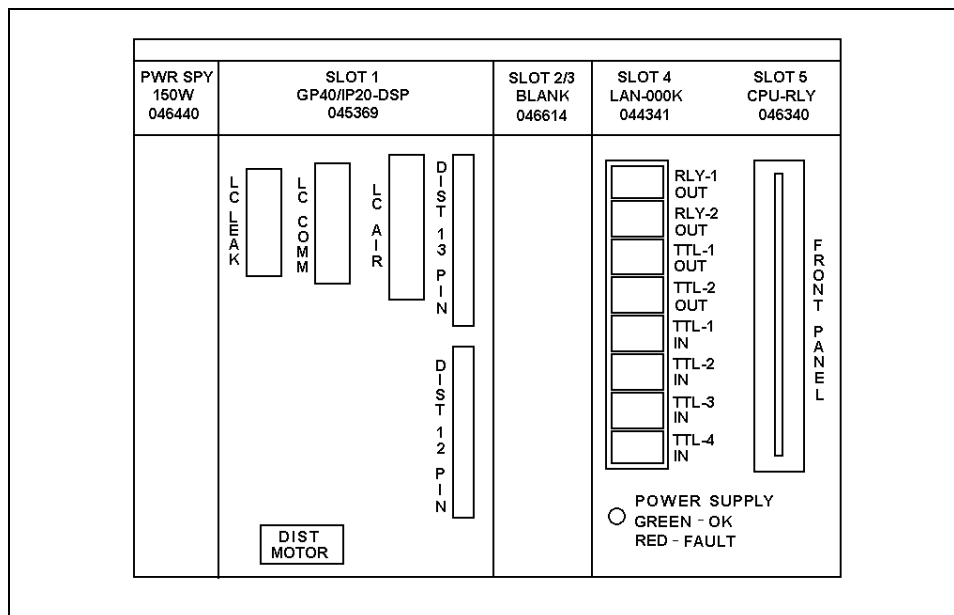 PWR SPY
150W
046440
SLOT 1
GP40/IP20-DSP
045369
SLOT 2/3
BLANK
046614
SLOT 4
LAN-000K
044341
SLOT 5
CPU-RLY
046340
LC LEAK
LC COMM
LC AIR
DIST 13 PIN
DIST 12 PIN
DIST
MOTOR
RLY-1
OUT
RLY-2
OUT
TTL-1
OUT
TTL-2
OUT
TTL-1
IN
TTL-2
IN
TTL-3
IN
TTL-4
IN
FRONT PANEL
POWER SUPPLY
GREEN - OK
RED - FAULT